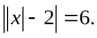 ||x| - 2| = 6.